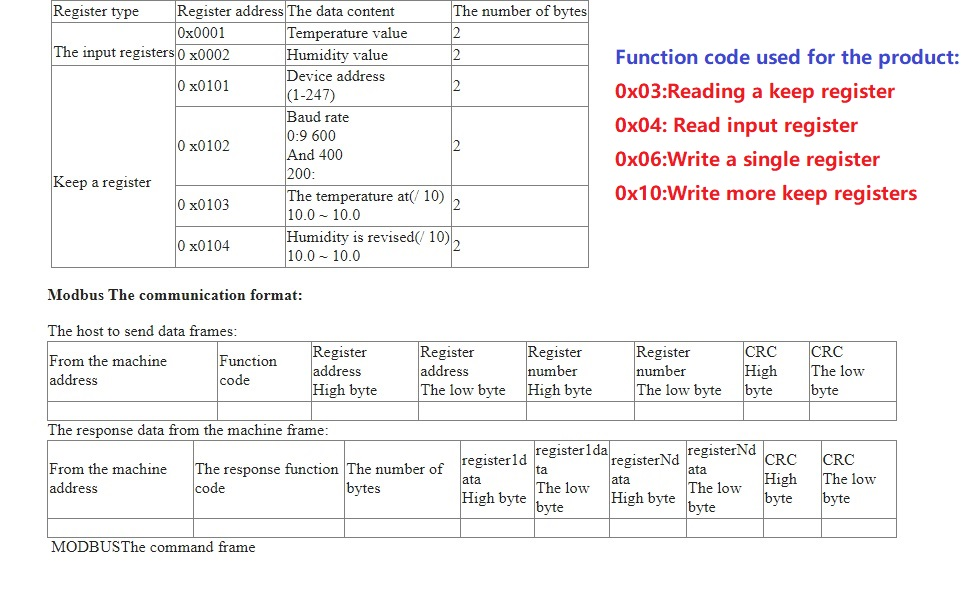 Register type Register address The data content The number of bytes
The input registers 0x0001 Temperature value 2
0 x0002 Humidity value 2
Keep a register 0 x0101 Device address
(1-247) 2
0 x0102 Baud rate
0:9 600
And 400
200: 2
0 x0103 The temperature at(/ 10)
10.0 ~ 10.0 2
0 x0104 Humidity is revised(/ 10)
10.0 ~ 10.0 2
Function code used for the product:
0x03:Reading a keep register
0x04: Read input register
0x06:Write a single register
0x10:Write more keep registers
Modbus The communication format:
The host to send data frames:
From the machine
address
Function
code
Register
address
High byte
Register
address
The low byte
Register
number
High byte
Register
number
The low byte
CRC
High
byte
CRC
The low
byte
The response data from the machine frame:
From the machine
address
The response function
code
The number of
bytes
register1d
ata
High byte
register1da
ta
The low
byte
registerNd
ata
High byte
registerNd
ata
The low
byte
CRC
High
byte
CRC
The low
byte
MODBUSThe command frame